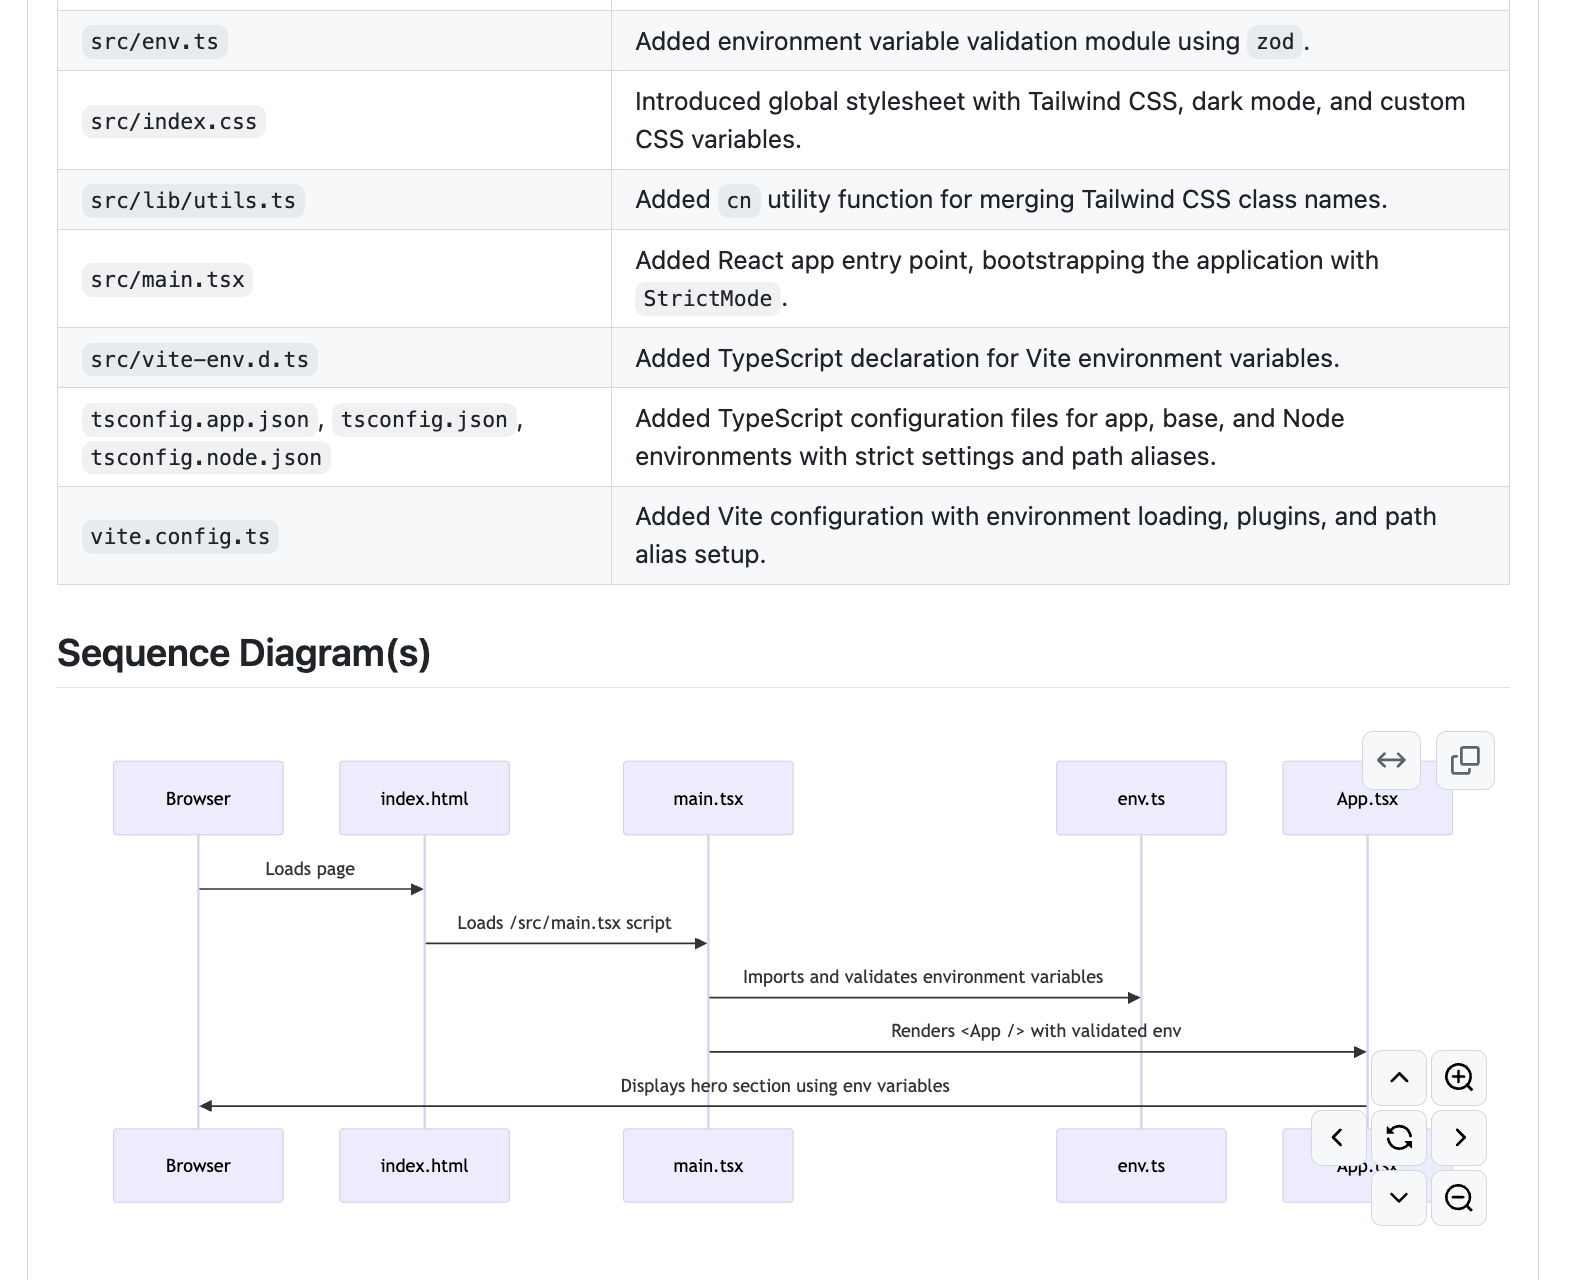 src/env.ts
Added environment variable validation module using zod.
src/index.css
Introduced global stylesheet with Tailwind CSS, dark mode, and custom
CSS variables.
src/lib/utils.ts
Added cn utility function for merging Tailwind CSS class names.
src/main.tsx
Added React app entry point, bootstrapping the application with
StrictMode.
src/vite-env.d.ts
Added TypeScript declaration for Vite environment variables.
tsconfig.app.json, tsconfig.json,
tsconfig.node.json
Added TypeScript configuration files for app, base, and Node
environments with strict settings and path aliases.
vite.config.ts
Added Vite configuration with environment loading, plugins, and path
alias setup.
Sequence Diagram(s)
Browser index.html main.tsx env.ts App.tsx
Loads page
Loads /src/main.tsx script
Imports and validates environment variables
Renders <App /> with validated env
Displays hero section using env variables
Browser index.html main.tsx env.ts App.tsx